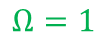 Ω = 1